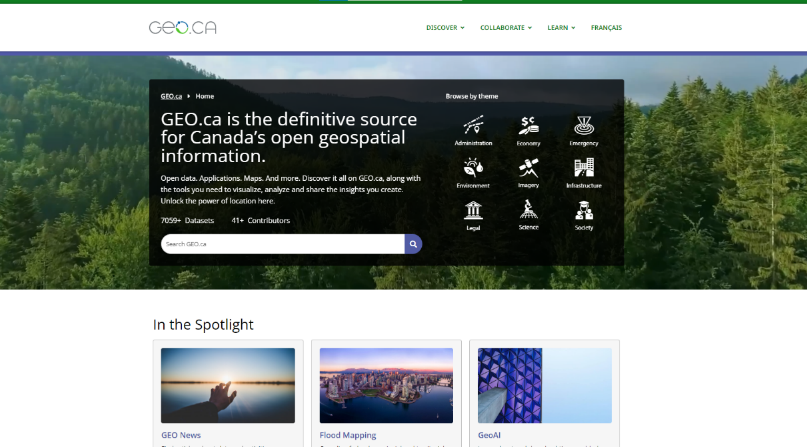 GEO.CA
DISCOVER COLLABORATE LEARN FRANÇAIS
GEO.ca Home
GEO.ca is the definitive source
for Canada's open geospatial
information.
Open data. Applications. Maps. And more. Discover it all on GEO.ca, along with
the tools you need to visualize, analyze and share the insights you create.
Unlock the power of location here.
7059+ Datasets 41+ Contributors
Search GEO.ca
Browse by theme
Administration Economy Emergency
Environment Imagery Infrastructure
Legal Science Society
In the Spotlight
GEO News Flood Mapping GeoAI